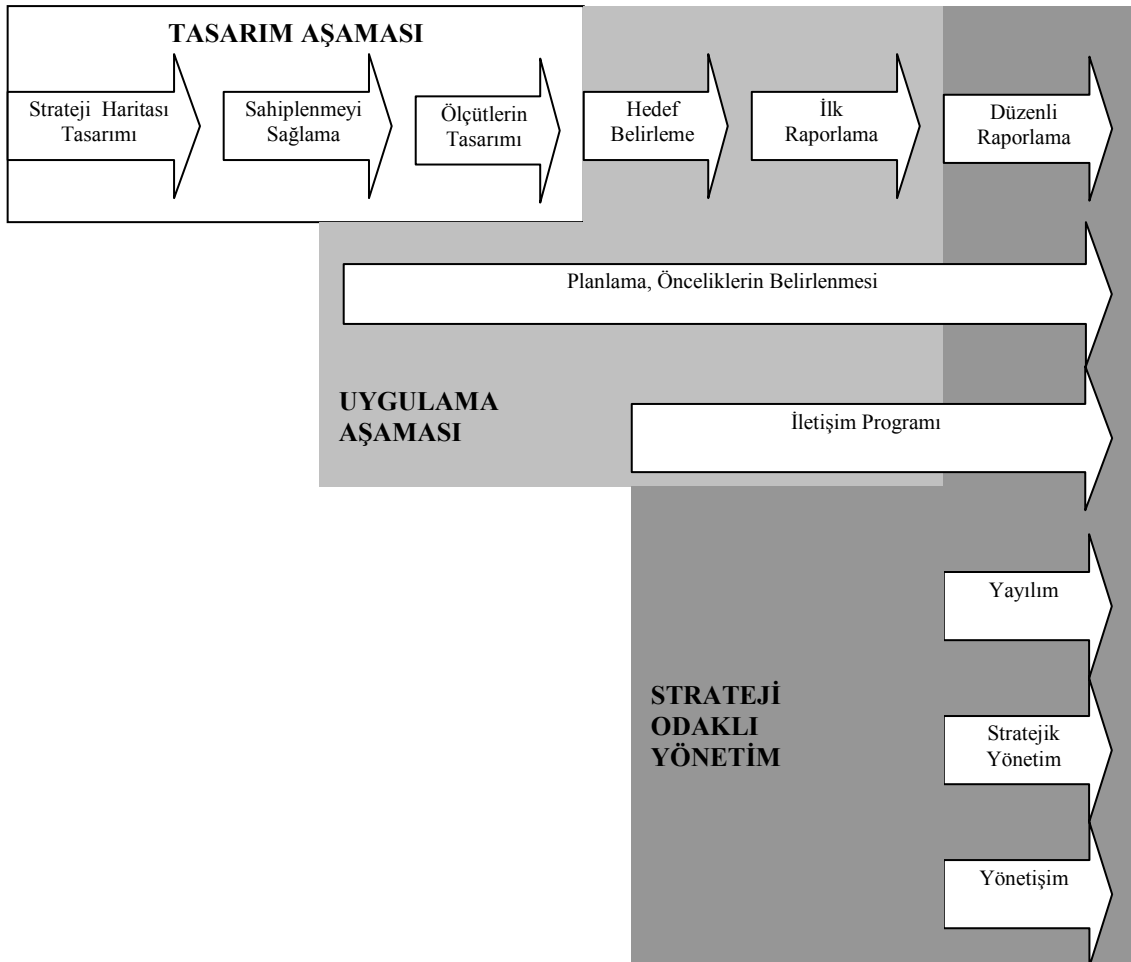 TASARIM AŞAMASI
Strateji Haritası
Tasarımı
Sahiplenmeyi
Sağlama
Ölçütlerin
Tasarımı
Hedef
Belirleme
İlk
Raporlama
Düzenli
Raporlama
Planlama, Önceliklerin Belirlenmesi
UYGULAMA
AŞAMASI
İletişim Programı
Yayılım
STRATEJİ
ODAKLI
YÖNETİM
Stratejik
Yönetim
Yönetişim